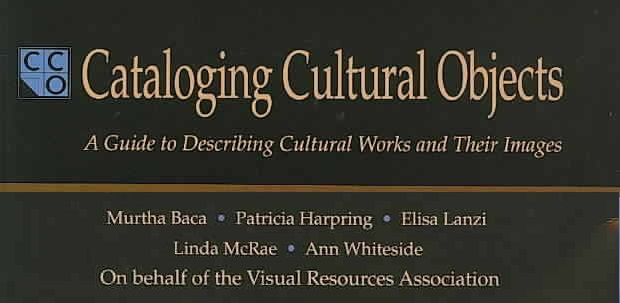 CC
O
Cataloging Cultural Objects
A Guide to Describing Cultural Works and Their Images
Murtha Baca • Patricia Harpring • Elisa Lanzi
Linda McRae • Ann Whiteside
On behalf of the Visual Resources Association